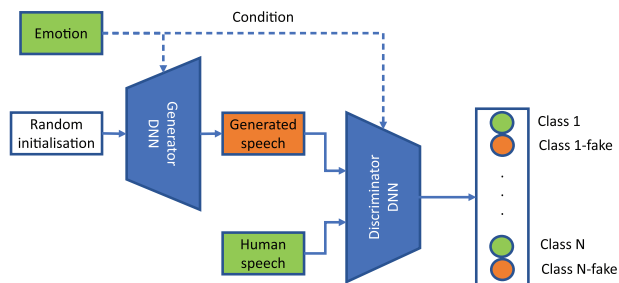 Condition
Emotion
Random
initialisation
Generator
DNN
Generated
speech
Human
speech
Discriminator
DNN
Class 1
Class 1-fake
.
.
.
Class N
Class N-fake